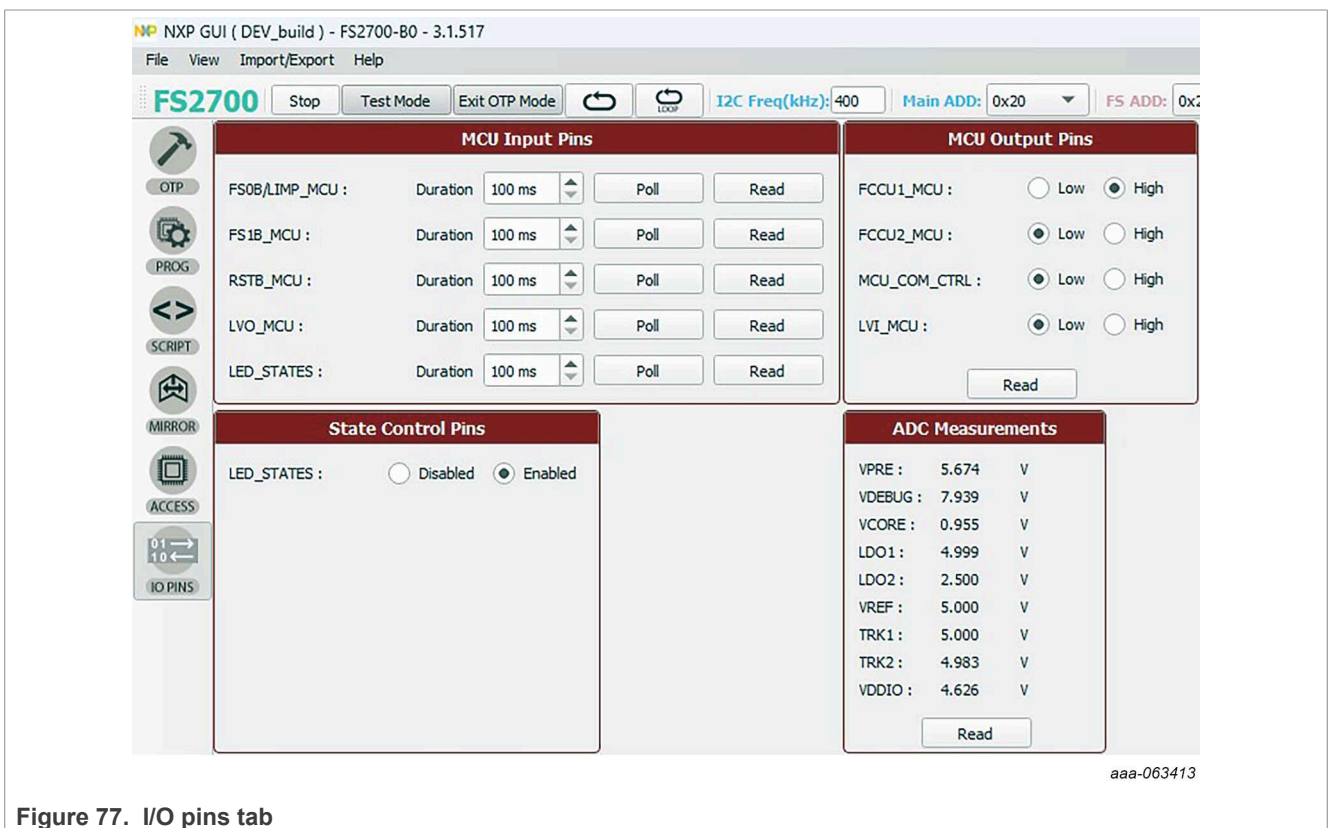 NXP NXP GUI ( DEV_build ) - FS2700-B0 - 3.1.517
File View Import/Export Help
FS2700 Stop Test Mode Exit OTP Mode LOOP I2C Freq(kHz): 400 Main ADD: 0x20 FS ADD: 0x2
OTP
PROG
SCRIPT
MIRROR
ACCESS
01
10
IO PINS
MCU Input Pins
FS0B/LIMP_MCU : Duration 100 ms Poll Read
FS1B_MCU : Duration 100 ms Poll Read
RSTB_MCU : Duration 100 ms Poll Read
LVO_MCU : Duration 100 ms Poll Read
LED_STATES : Duration 100 ms Poll Read
MCU Output Pins
FCCU1_MCU : Low High
FCCU2_MCU : Low High
MCU_COM_CTRL : Low High
LVI_MCU : Low High
Read
State Control Pins
LED_STATES : Disabled Enabled
ADC Measurements
VPRE : 5.674 V
VDEBUG : 7.939 V
VCORE : 0.955 V
LDO1 : 4.999 V
LDO2 : 2.500 V
VREF : 5.000 V
TRK1 : 5.000 V
TRK2 : 4.983 V
VDDIO : 4.626 V
Read
aaa-063413
Figure 77. I/O pins tab